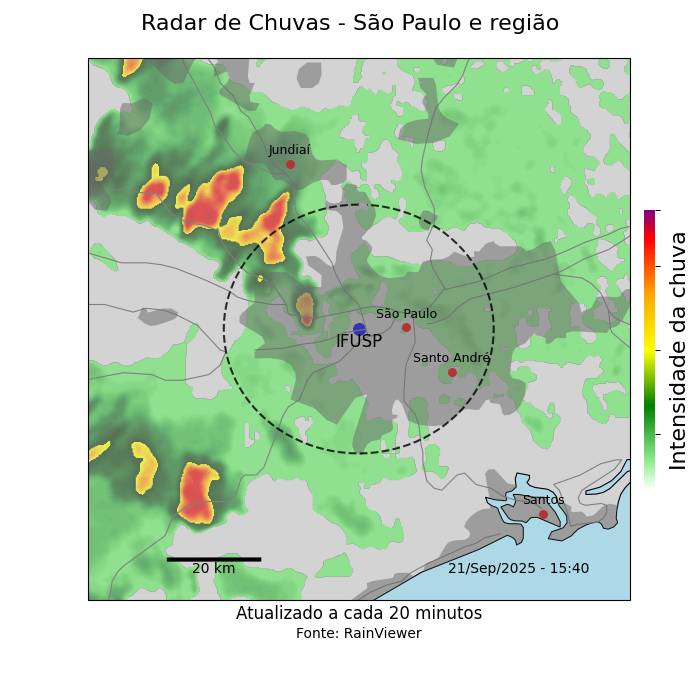 Radar de Chuvas - São Paulo e região
Jundiaí
São Paulo
IFUSP
Santo André
Santos
20 km
21/Sep/2025 - 15:40
Intensidade da chuva
Atualizado a cada 20 minutos
Fonte: RainViewer